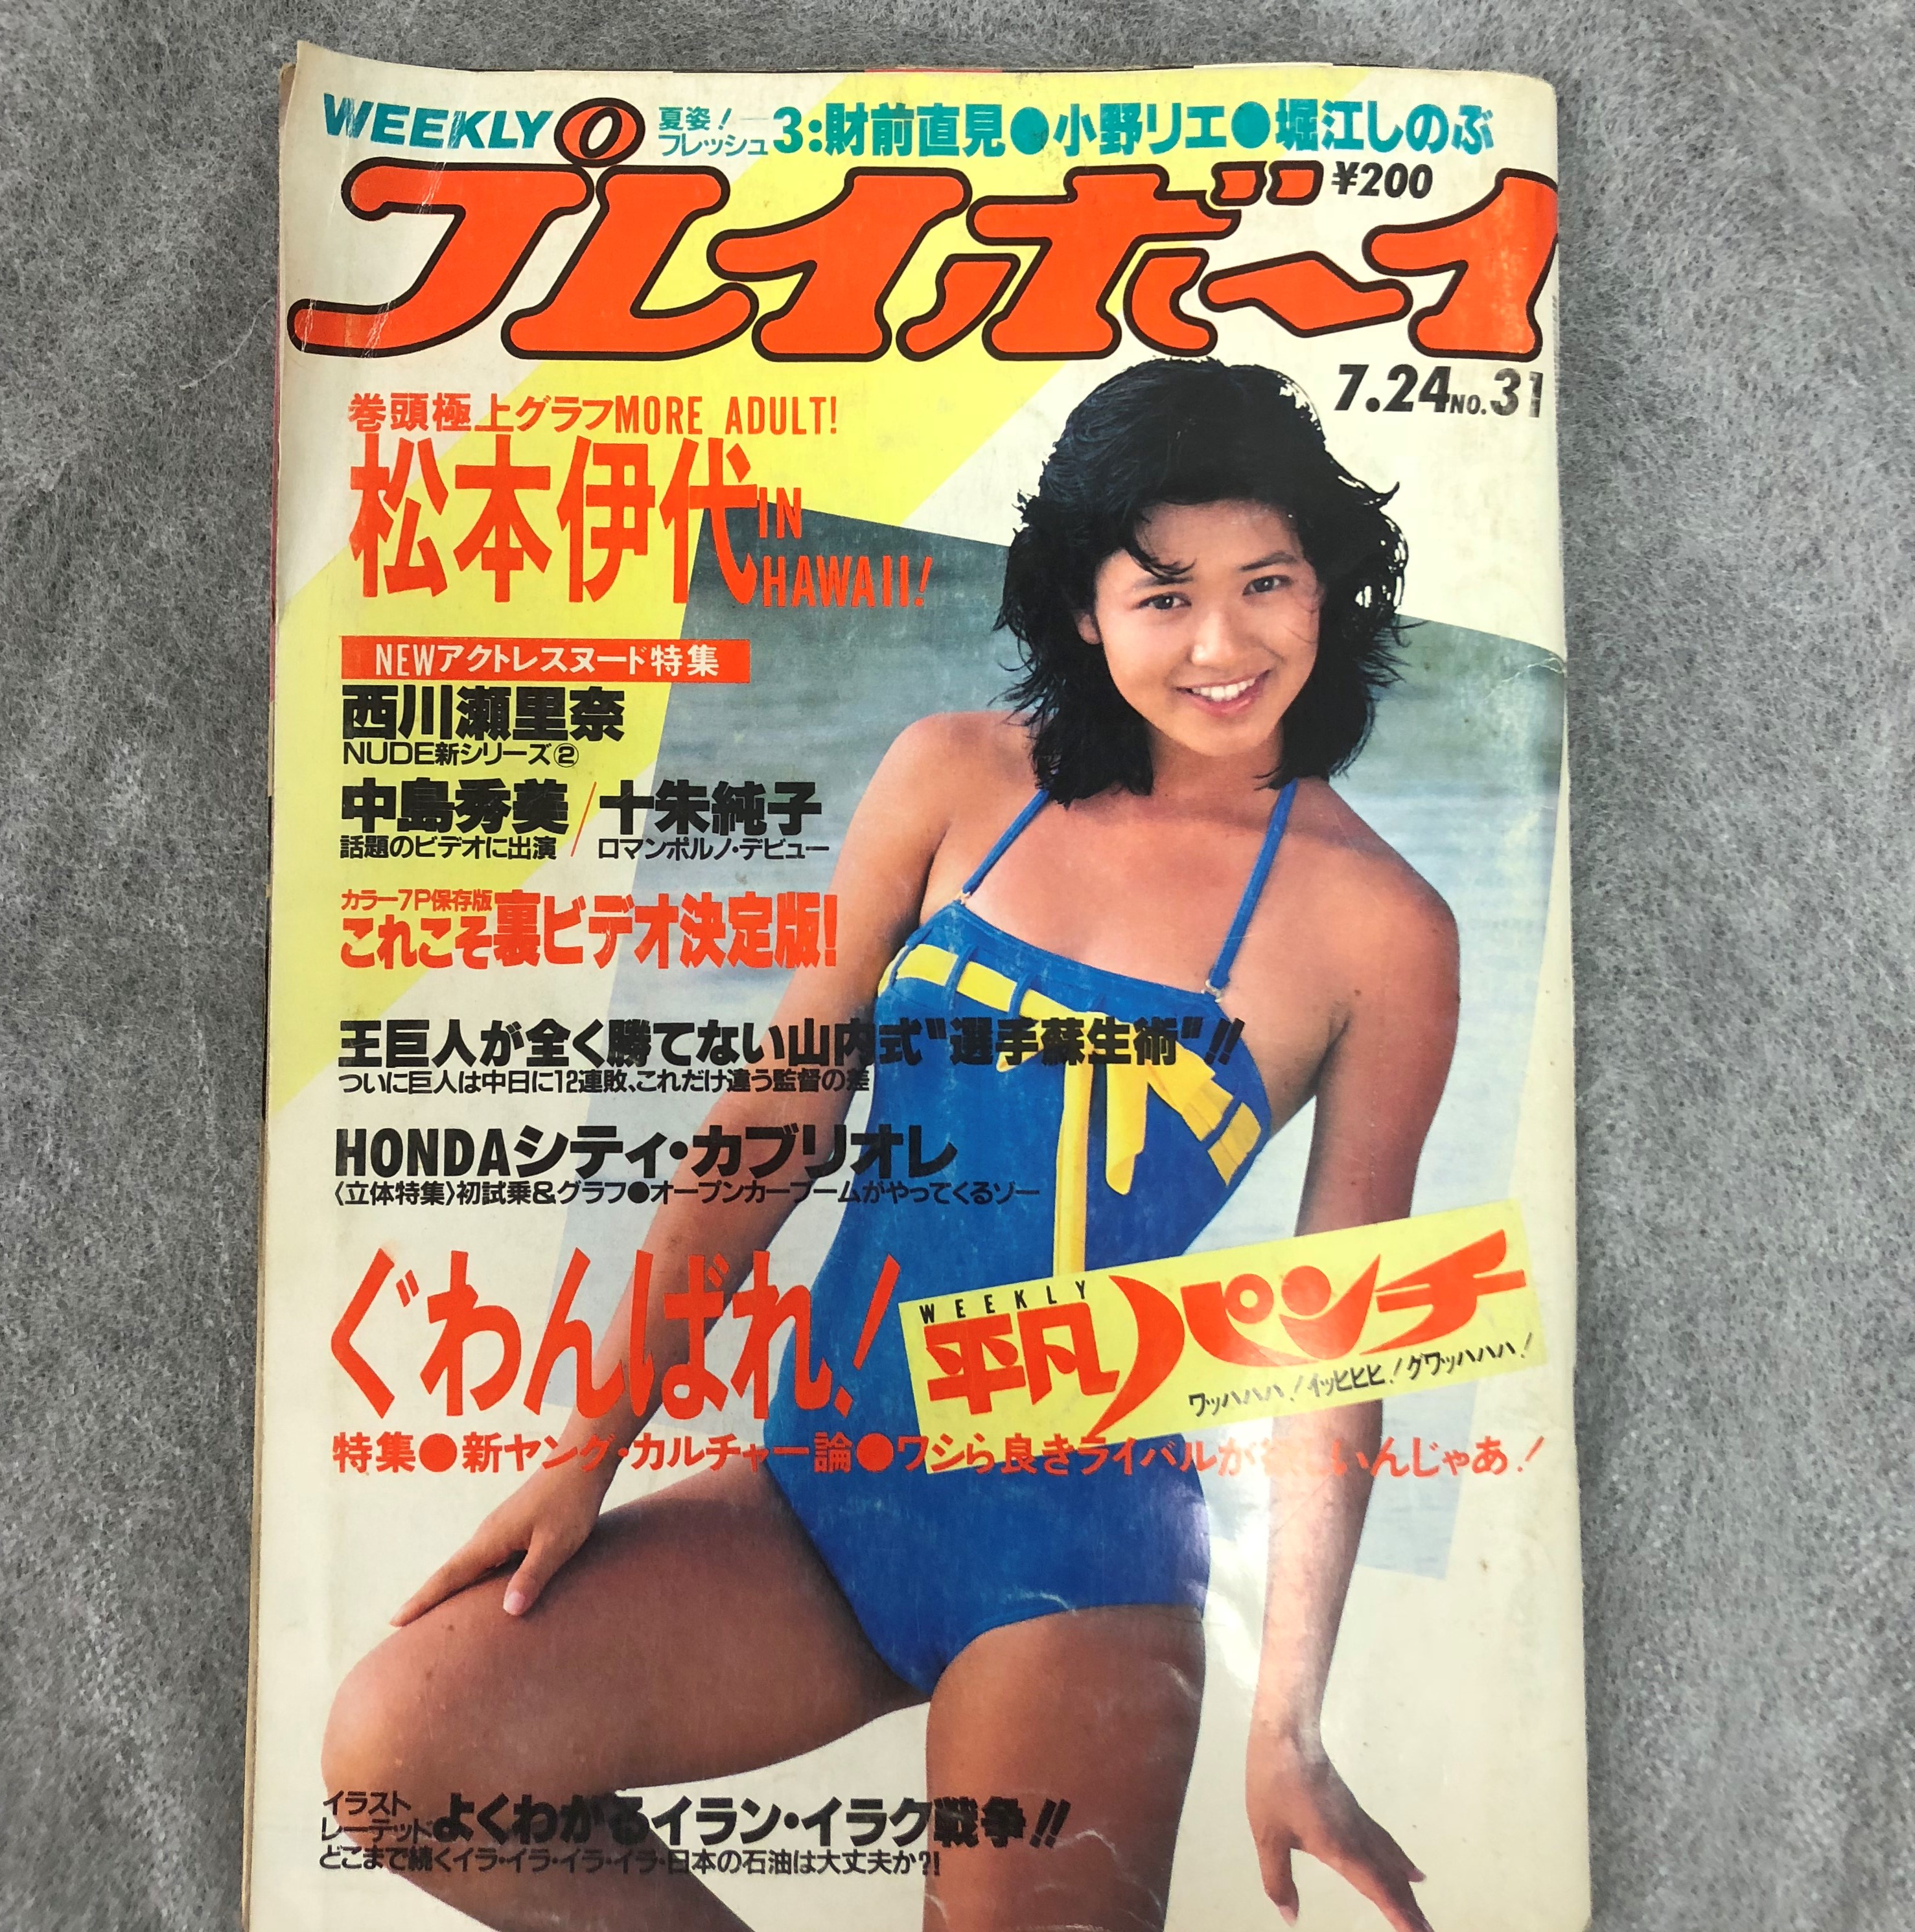 WEEKLY
夏姿!
フレッシュ3:財前直見●小野リエ●堀江しのぶ
プレイボーイ
¥200
7.24 NO.31
巻頭極上グラフMORE ADULT!
松本伊代IN
HAWAII!
NEWアクトレスヌード特集
西川瀬里奈
NUDE新シリーズ②
中島秀美/十朱純子
話題のビデオに出演 ロマンポルノ・デビュー
カラー7P保存版
これこそ裏ビデオ決定版!
王巨人が全く勝てない山内式"選手蘇生術"!!
ついに巨人は中日に12連敗、これだけ違う監督の差
HONDAシティ・カブリオレ
〈立体特集〉初試乗&グラフ●オープンカーブームがやってくるゾー
ぐわんばれ!
WEEKLY
平凡パンチ
ワッハハハ!イッヒヒヒ!グワッハハハ!
特集●新ヤング・カルチャー論●ワシら良きライバルが欲しいんじゃあ!
イラスト
レーテッド よくわかるイラン・イラク戦争!!
どこまで続くイラ・イラ・イラ・イラ・日本の石油は大丈夫か?!